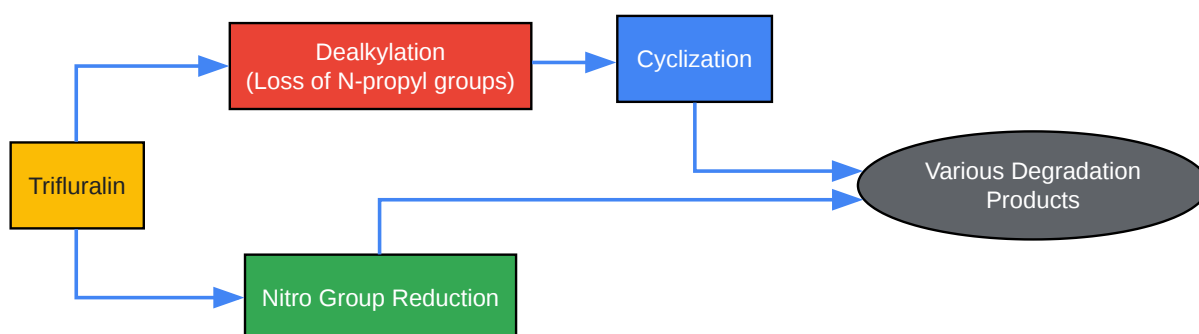 Dealkylation
(Loss of N-propyl groups)
Cyclization
Trifluralin
Various Degradation
Products
Nitro Group Reduction